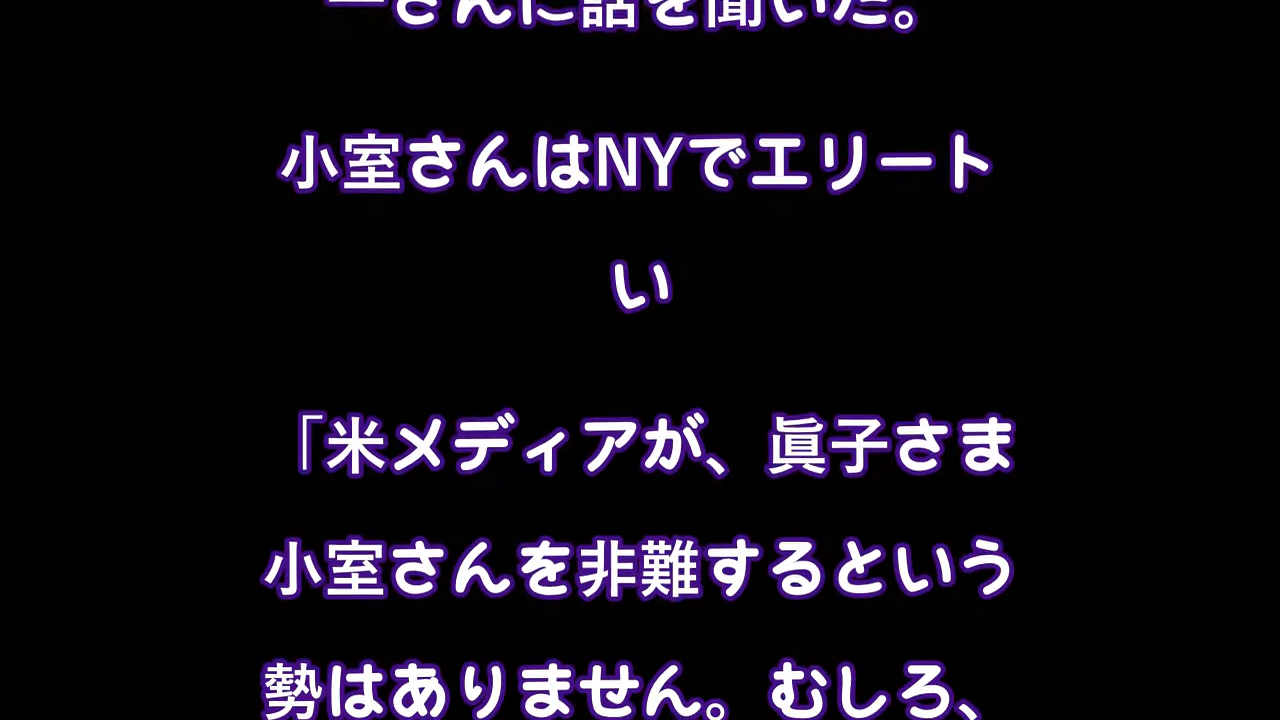 一さんに話を聞いた。
小室さんはNYでエリート
い
「米メディアが、眞子さま
小室さんを非難するという
勢はありません。むしろ、